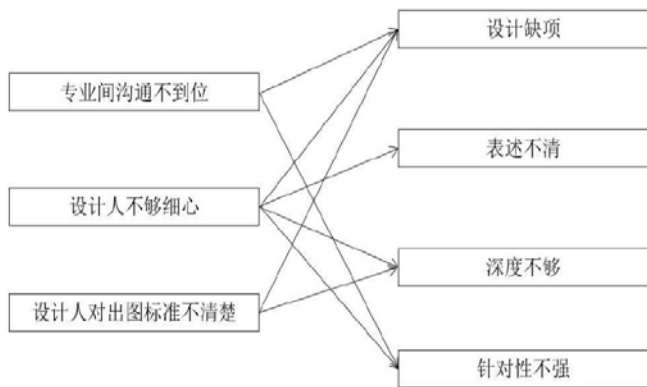 设计缺项
专业间沟通不到位
表述不清
设计人不够细心
深度不够
设计人对出图标准不清楚
针对性不强